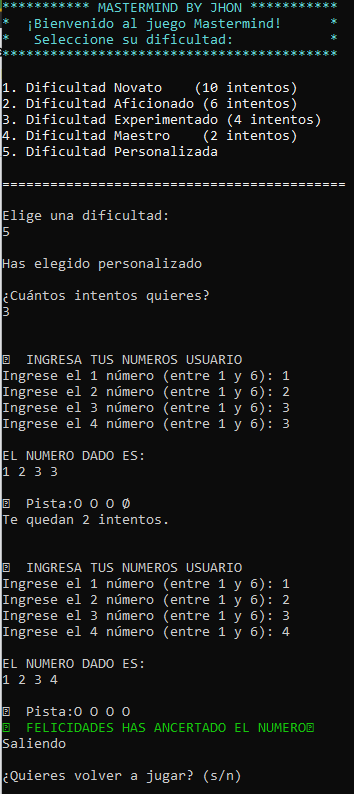 *********** MASTERMIND BY JHON ***********
*  ¡Bienvenido al juego Mastermind!      *
*   Seleccione su dificultad:            *
******************************************
1. Dificultad Novato    (10 intentos)
2. Dificultad Aficionado (6 intentos)
3. Dificultad Experimentado (4 intentos)
4. Dificultad Maestro    (2 intentos)
5. Dificultad Personalizada
===========================================
Elige una dificultad:
5
Has elegido personalizado
¿Cuántos intentos quieres?
3
INGRESA TUS NUMEROS USUARIO
Ingrese el 1 número (entre 1 y 6): 1
Ingrese el 2 número (entre 1 y 6): 2
Ingrese el 3 número (entre 1 y 6): 3
Ingrese el 4 número (entre 1 y 6): 3
EL NUMERO DADO ES:
1 2 3 3
Pista:O O O Ø
Te quedan 2 intentos.
INGRESA TUS NUMEROS USUARIO
Ingrese el 1 número (entre 1 y 6): 1
Ingrese el 2 número (entre 1 y 6): 2
Ingrese el 3 número (entre 1 y 6): 3
Ingrese el 4 número (entre 1 y 6): 4
EL NUMERO DADO ES:
1 2 3 4
Pista:O O O O
FELICIDADES HAS ANCERTADO EL NUMERO
Saliendo
¿Quieres volver a jugar? (s/n)